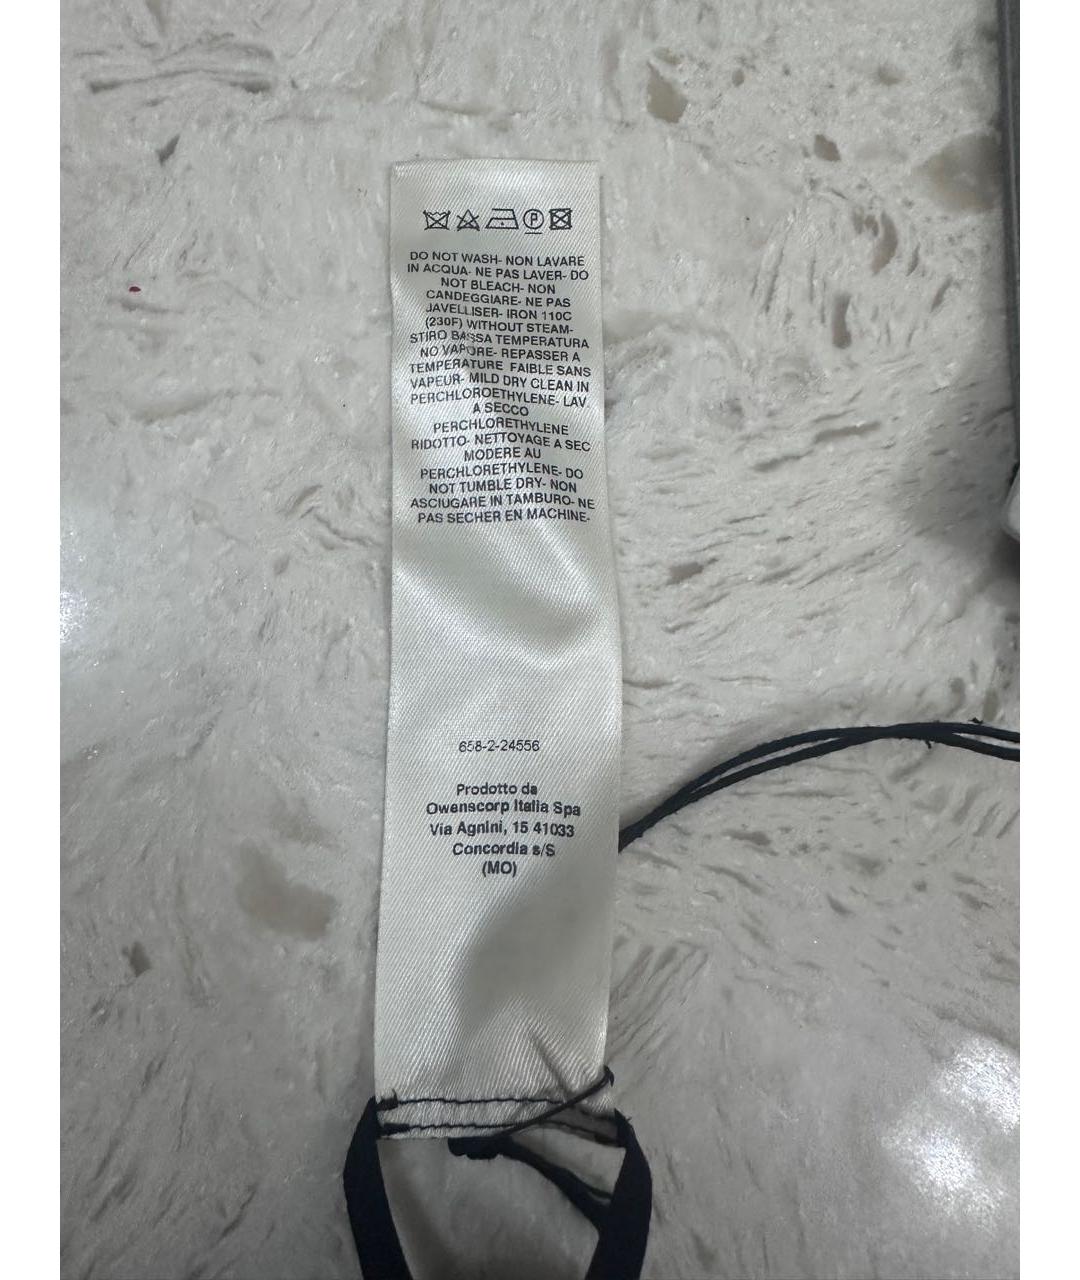 DO NOT WASH- NON LAVARE
IN ACQUA- NE PAS LAVER- DO
NOT BLEACH- NON
CANDEGGIARE- NE PAS
JAVELLISER- IRON 110C
(230F) WITHOUT STEAM-
STIRO BASSA TEMPERATURA
NO VAPORE- REPASSER A
TEMPERATURE FAIBLE SANS
VAPEUR- MILD DRY CLEAN IN
PERCHLOROETHYLENE- LAV.
A SECCO
PERCHLORETHYLENE
RIDOTTO- NETTOYAGE A SEC
MODERE AU
PERCHLORETHYLENE- DO
NOT TUMBLE DRY- NON
ASCIUGARE IN TAMBURO- NE
PAS SECHER EN MACHINE-
658-2-24556
Prodotto da
Owenscorp Italia Spa
Via Agnini, 15 41033
Concordia s/S
(MO)